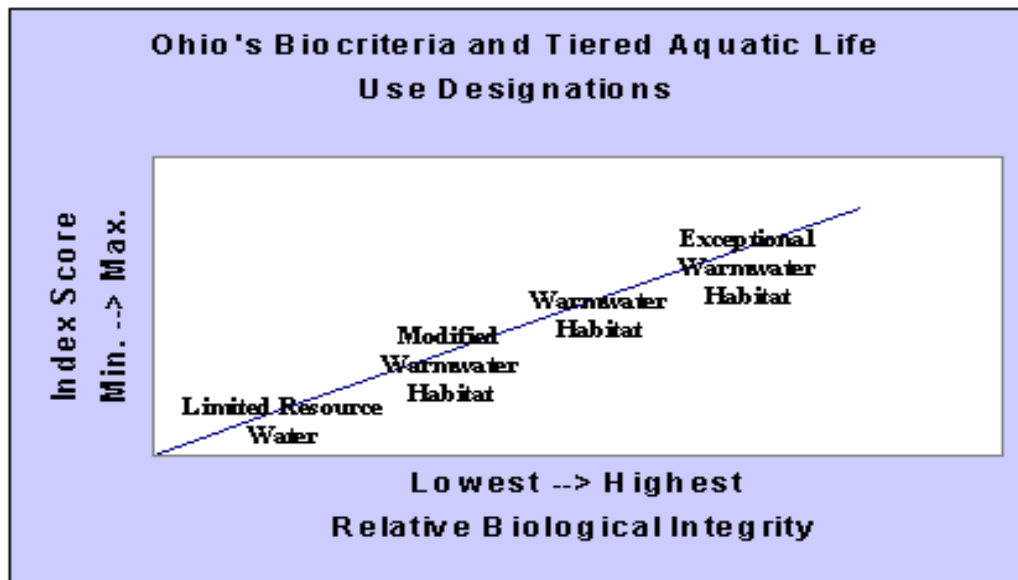 Ohio's Biocriteria and Tiered Aquatic Life
Use Designations
Index Score
Min. --> Max.
Exceptional
Warmwater
Habitat
Warmwater
Habitat
Modified
Warmwater
Habitat
Limited Resource
Water
Lowest --> Highest
Relative Biological Integrity